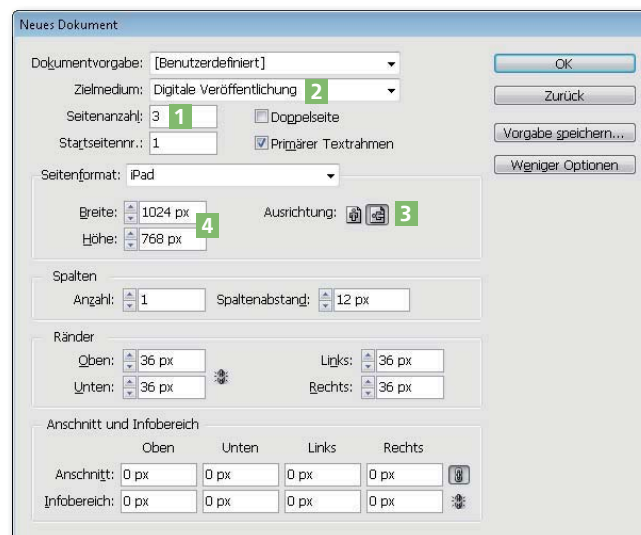 Neues Dokument
Dokumentvorgabe: [Benutzerdefiniert]
OK
Zielmedium: Digitale Veröffentlichung 2
Zurück
Seitenanzahl: 3 1 Doppelseite
Startseitennr.: 1 Primärer Textrahmen
Vorgabe speichern...
Weniger Optionen
Seitenformat: iPad
Breite: 1024 px Ausrichtung: 3
4
Höhe: 768 px
Spalten
Anzahl: 1 Spaltenabstand: 12 px
Ränder
Oben: 36 px Links: 36 px
Unten: 36 px Rechts: 36 px
Anschnitt und Infobereich
Oben Unten Links Rechts
Anschnitt: 0 px 0 px 0 px 0 px
Infobereich: 0 px 0 px 0 px 0 px